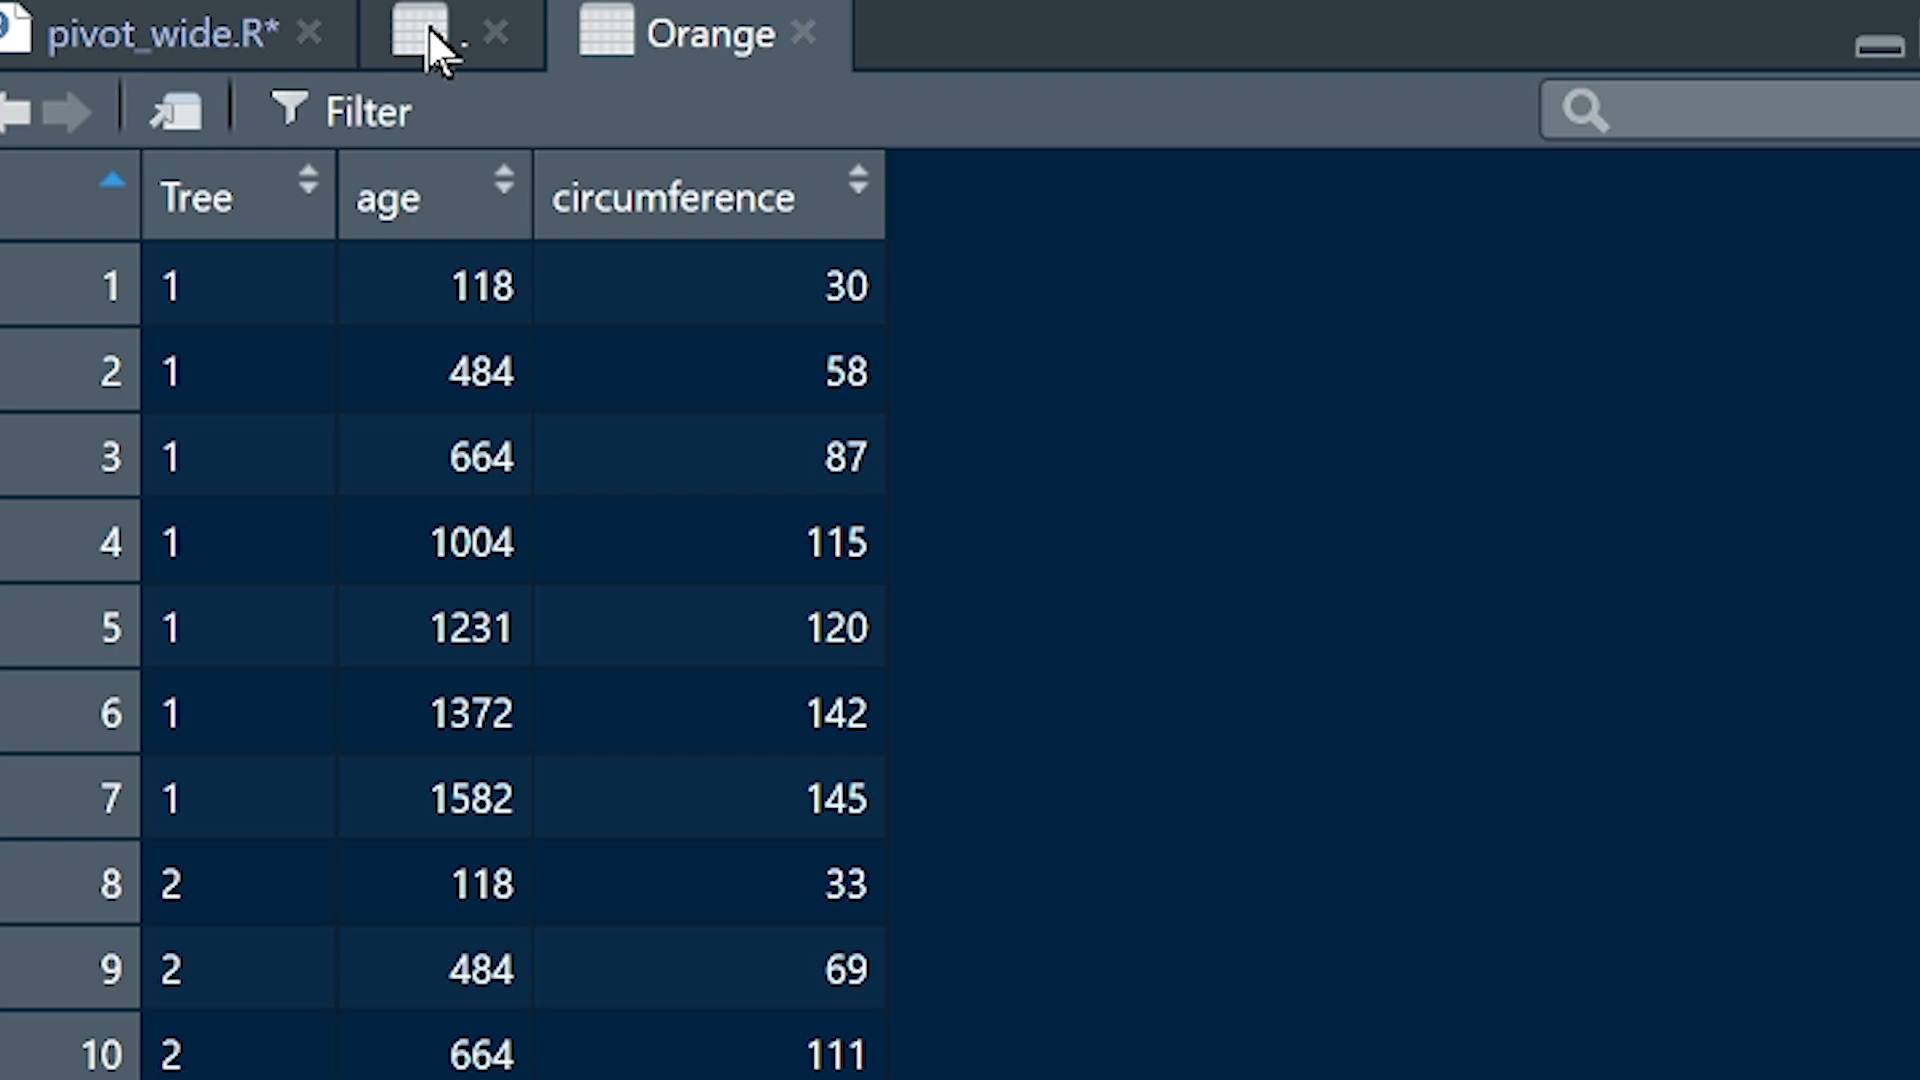 pivot_wide.R* . Orange
Filter
Tree age circumference
1 1 118 30
2 1 484 58
3 1 664 87
4 1 1004 115
5 1 1231 120
6 1 1372 142
7 1 1582 145
8 2 118 33
9 2 484 69
10 2 664 111